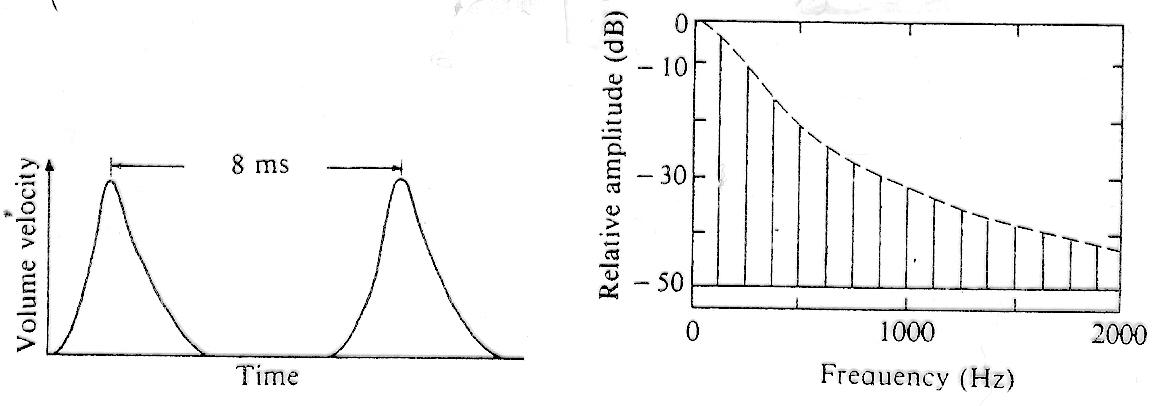 Volume velocity
8 ms
Time
Relative amplitude (dB)
0
– 10
– 30
– 50
0
1000
2000
Frequency (Hz)